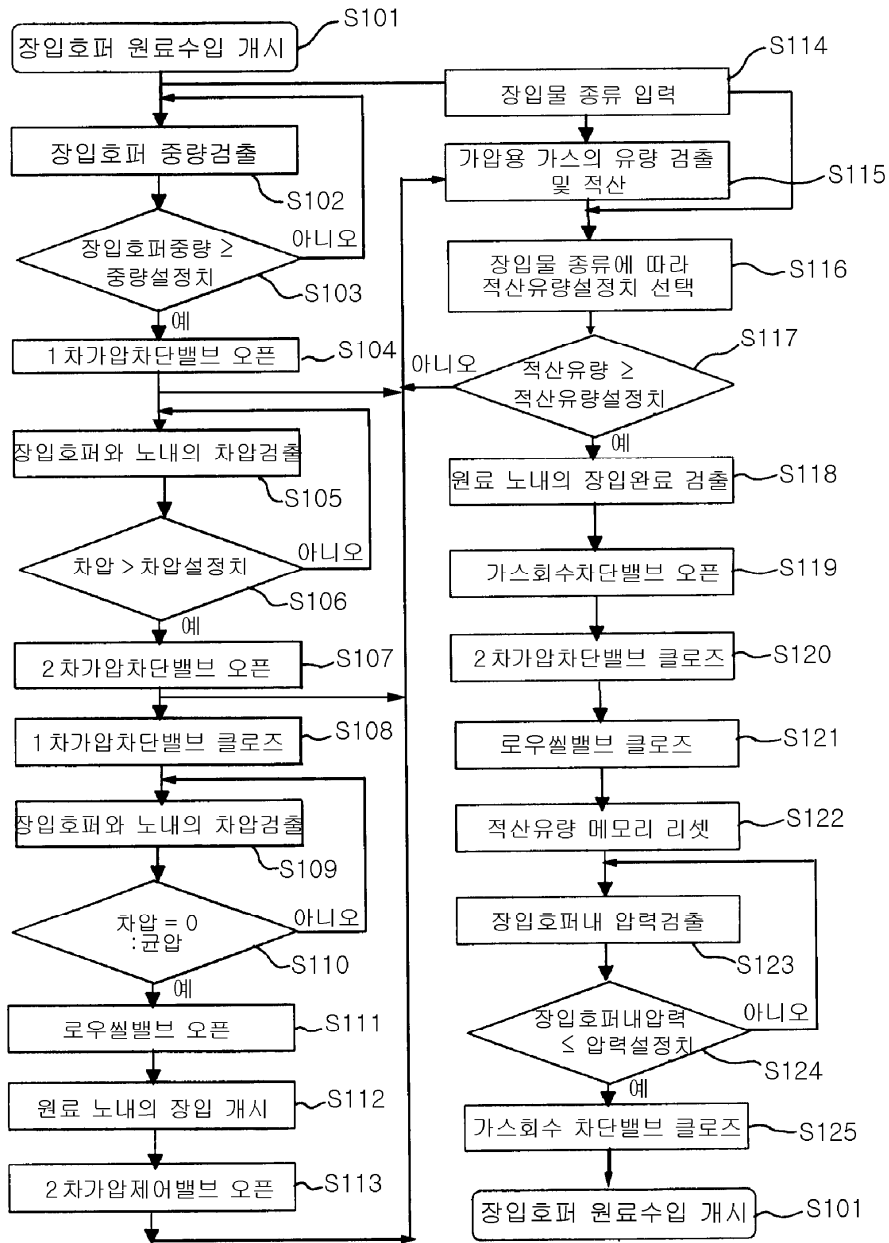 장입호퍼 원료수입 개시
S101
장입호퍼 중량검출
S102
장입호퍼중량 ≥
중량설정치
아니오
S103
예
1차가압차단밸브 오픈
S104
장입호퍼와 노내의 차압검출
S105
차압 > 차압설정치
아니오
S106
예
2차가압차단밸브 오픈
S107
1차가압차단밸브 클로즈
S108
장입호퍼와 노내의 차압검출
S109
차압 = 0
:균압
아니오
S110
예
로우씰밸브 오픈
S111
원료 노내의 장입 개시
S112
2차가압제어밸브 오픈
S113
S114
장입물 종류 입력
가압용 가스의 유량 검출
및 적산
S115
장입물 종류에 따라
적산유량설정치 선택
S116
S117
아니오
적산유량 ≥
적산유량설정치
예
원료 노내의 장입완료 검출
S118
가스회수차단밸브 오픈
S119
2차가압차단밸브 클로즈
S120
로우씰밸브 클로즈
S121
적산유량 메모리 리셋
S122
장입호퍼내 압력검출
S123
장입호퍼내압력
≤ 압력설정치
아니오
S124
예
가스회수 차단밸브 클로즈
S125
장입호퍼 원료수입 개시
S101